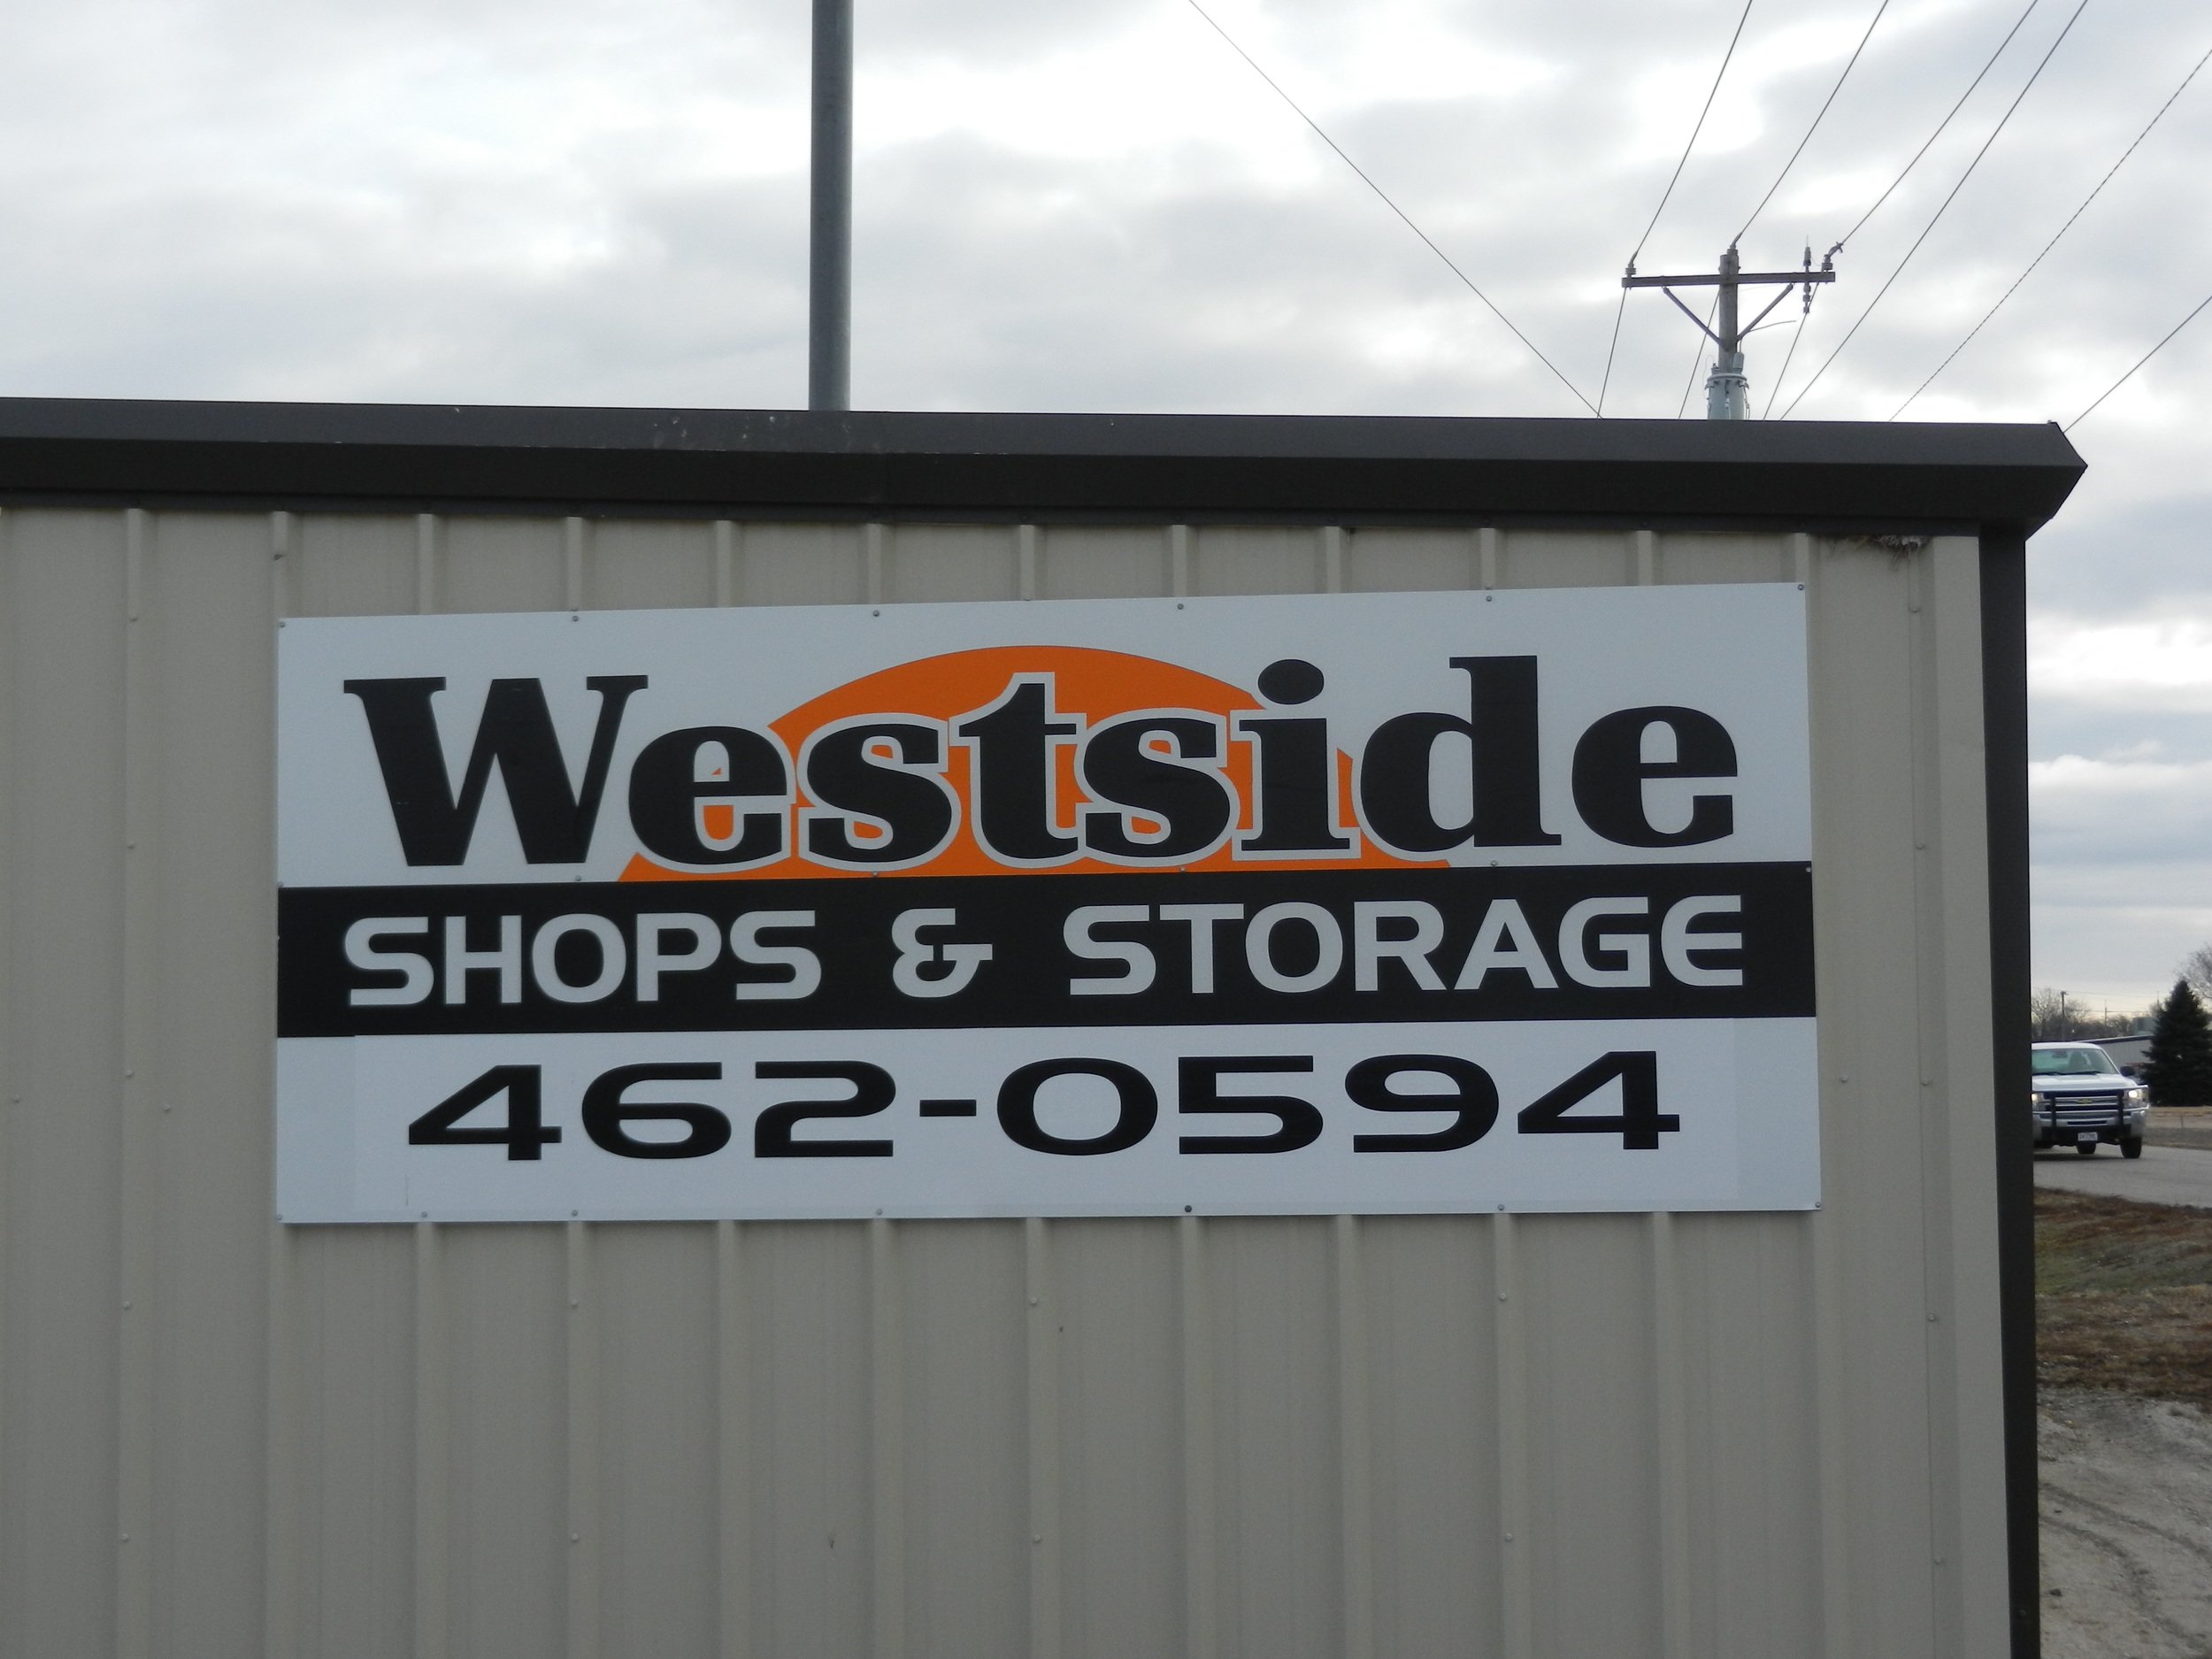 Westside
SHOPS & STORAGE
462-0594